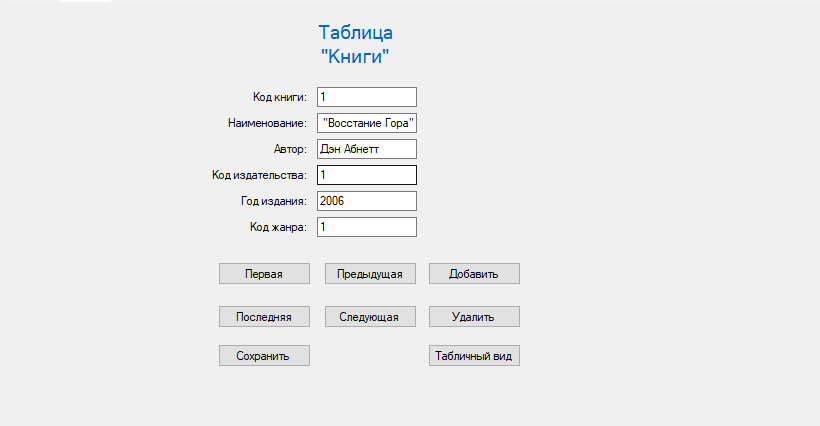 Таблица
"Книги"
Код книги: 1
Наименование: "Восстание Гора"
Автор: Дэн Абнетт
Код издательства: 1
Год издания: 2006
Код жанра: 1
Первая Предыдущая Добавить
Последняя Следующая Удалить
Сохранить Табличный вид